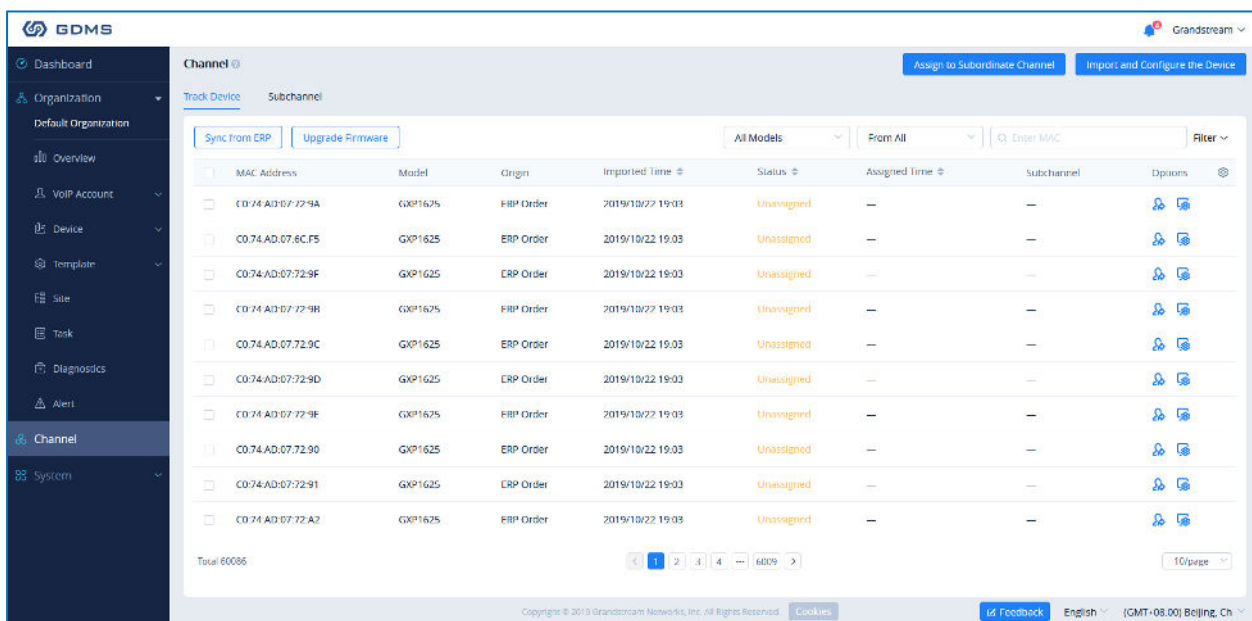 GDMS
4 Grandstream
Dashboard
Organization
Default Organization
Overview
VoIP Account
Device
Template
Site
Task
Diagnostics
Alert
Channel
System
Channel
Assign to Subordinate Channel Import and Configure the Device
Track Device Subchannel
Sync from ERP Upgrade Firmware All Models From All Enter MAC Filter
MAC Address Model Origin Imported Time Status Assigned Time Subchannel Options
C0:74:AD:07:72:9A GXP1625 ERP Order 2019/10/22 19:03 Unassigned — —
C0:74:AD:07:6C:F5 GXP1625 ERP Order 2019/10/22 19:03 Unassigned — —
C0:74:AD:07:72:9F GXP1625 ERP Order 2019/10/22 19:03 Unassigned — —
C0:74:AD:07:72:9B GXP1625 ERP Order 2019/10/22 19:03 Unassigned — —
C0:74:AD:07:72:9C GXP1625 ERP Order 2019/10/22 19:03 Unassigned — —
C0:74:AD:07:72:9D GXP1625 ERP Order 2019/10/22 19:03 Unassigned — —
C0:74:AD:07:72:9E GXP1625 ERP Order 2019/10/22 19:03 Unassigned — —
C0:74:AD:07:72:90 GXP1625 ERP Order 2019/10/22 19:03 Unassigned — —
C0:74:AD:07:72:91 GXP1625 ERP Order 2019/10/22 19:03 Unassigned — —
C0:74:AD:07:72:A2 GXP1625 ERP Order 2019/10/22 19:03 Unassigned — —
Total 60086 < 1 2 3 4 ··· 6009 > 10/page
Copyright © 2019 Grandstream Networks, Inc. All Rights Reserved. Cookies Feedback English (GMT+08:00) Beijing, Ch